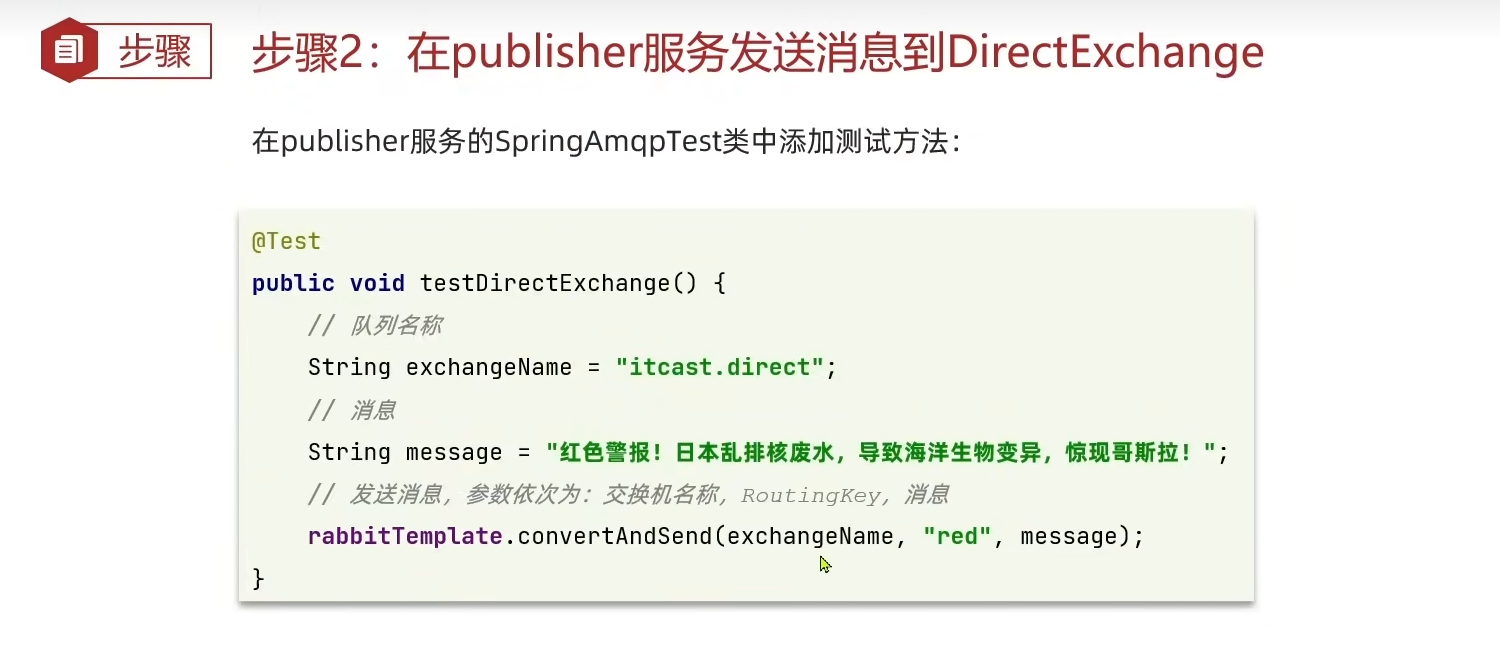 步骤
步骤2：在publisher服务发送消息到DirectExchange
在publisher服务的SpringAmqpTest类中添加测试方法：
@Test
public void testDirectExchange() {
    // 队列名称
    String exchangeName = "itcast.direct";
    // 消息
    String message = "红色警报！日本乱排核废水，导致海洋生物变异，惊现哥斯拉！";
    // 发送消息，参数依次为：交换机名称，RoutingKey，消息
    rabbitTemplate.convertAndSend(exchangeName, "red", message);
}